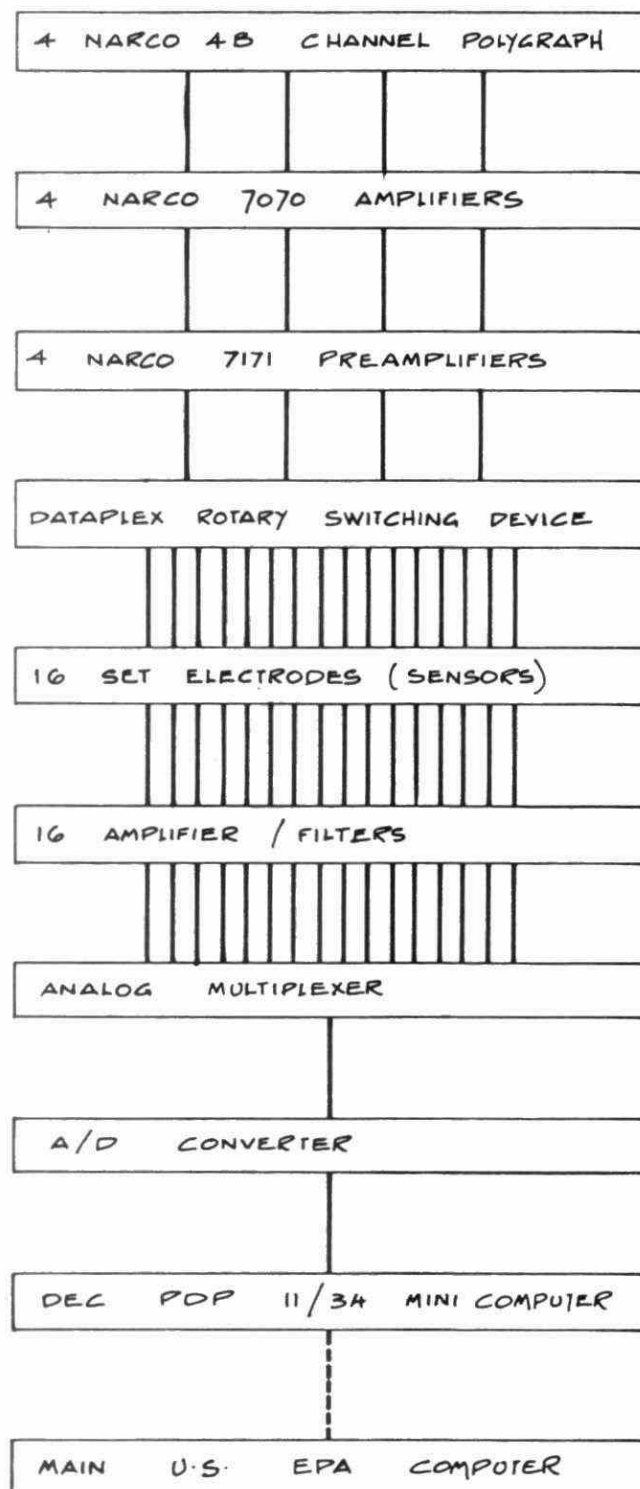 4 NARCO 4B CHANNEL POLYGRAPH
4 NARCO 7070 AMPLIFIERS
4 NARCO 7171 PREAMPLIFIERS
DATAPLEX ROTARY SWITCHING DEVICE
16 SET ELECTRODES (SENSORS)
16 AMPLIFIER / FILTERS
ANALOG MULTIPLEXER
A/D CONVERTER
DEC PDP 11/34 MINI COMPUTER
MAIN U.S. EPA COMPUTER